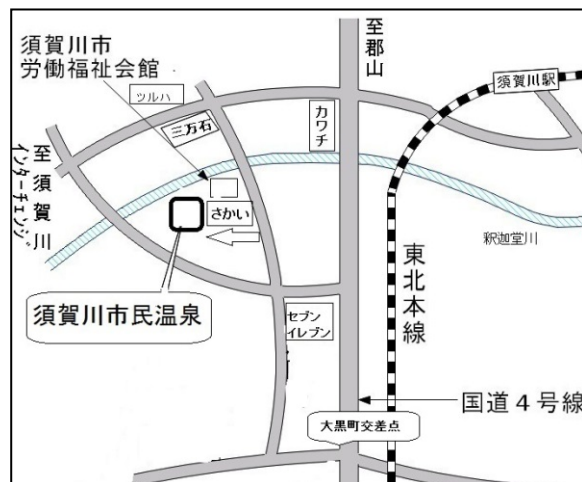 須賀川市
労働福祉会館
至郡山
須賀川駅
ツルハ
三万石
カワチ
至須賀川
インターチェンジ
さかい
釈迦堂川
須賀川市民温泉
セブン
イレブン
東北本線
国道４号線
大黒町交差点